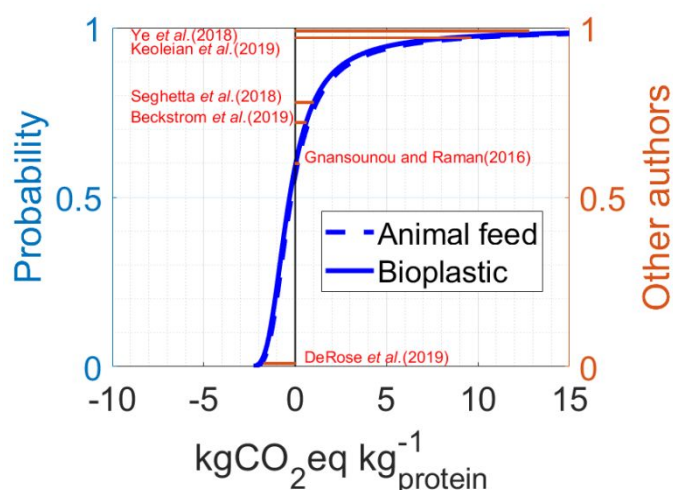 1
Ye et al.(2018)
Keoleian et al.(2019)
Seghetta et al.(2018)
Beckstrom et al.(2019)
Gnansounou and Raman(2016)
0.5
Animal feed
Bioplastic
DeRose et al.(2019)
0
Probability
1
0.5
0
Other authors
-10 -5 0 5 10 15
kgCO2eq kg-1protein